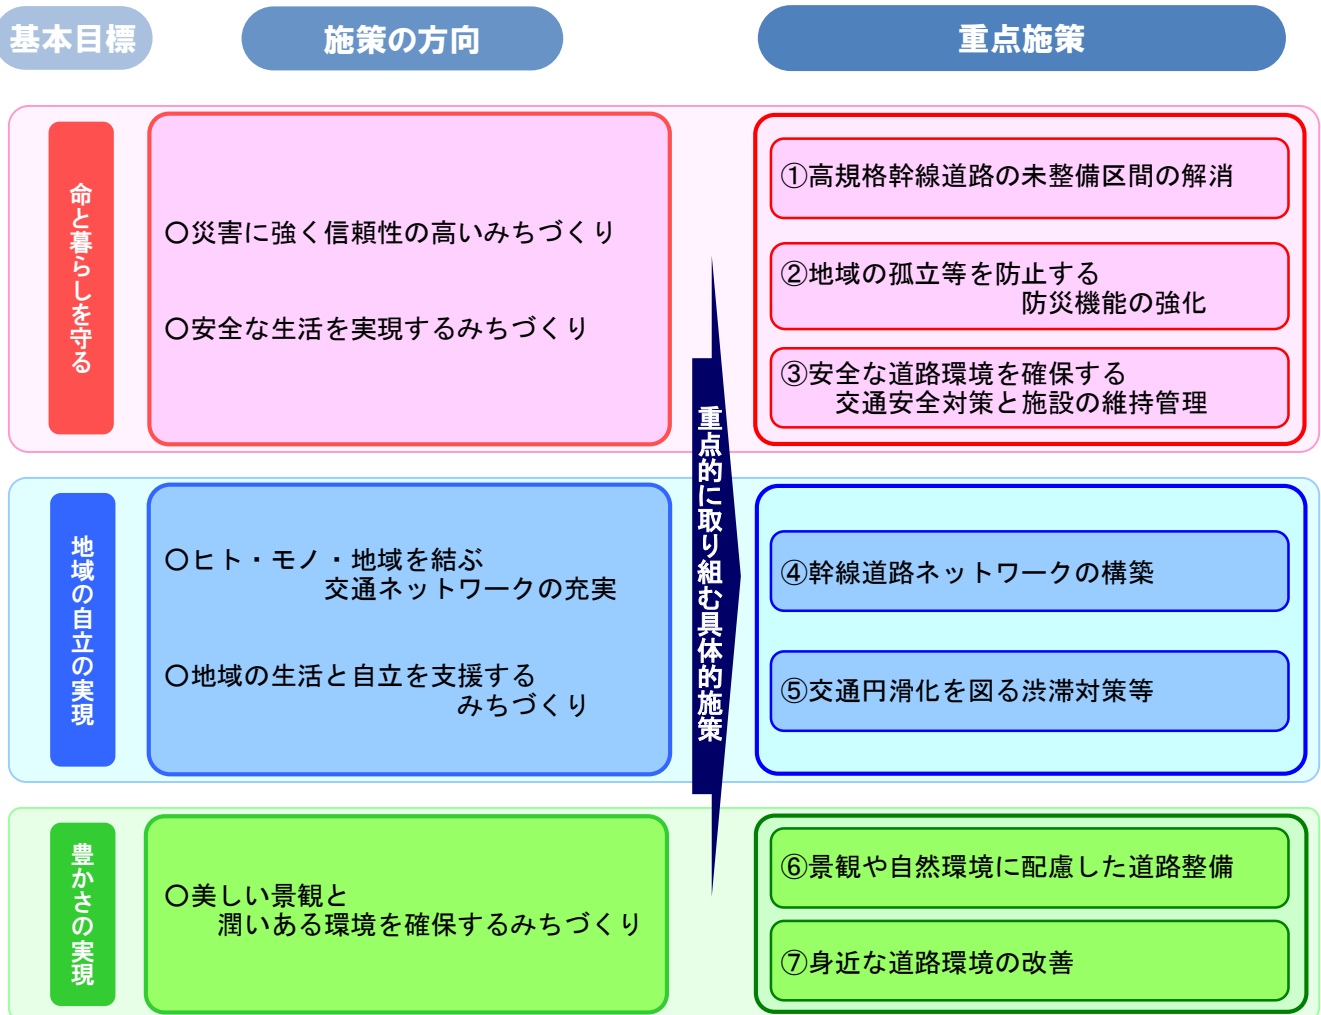 基本目標
施策の方向
重点施策
命と暮らしを守る
〇災害に強く信頼性の高いみちづくり
〇安全な生活を実現するみちづくり
①高規格幹線道路の未整備区間の解消
②地域の孤立等を防止する
防災機能の強化
③安全な道路環境を確保する
交通安全対策と施設の維持管理
重点的に取り組む具体的施策
地域の自立の実現
〇ヒト・モノ・地域を結ぶ
交通ネットワークの充実
〇地域の生活と自立を支援する
みちづくり
④幹線道路ネットワークの構築
⑤交通円滑化を図る渋滞対策等
豊かさの実現
〇美しい景観と
潤いある環境を確保するみちづくり
⑥景観や自然環境に配慮した道路整備
⑦身近な道路環境の改善